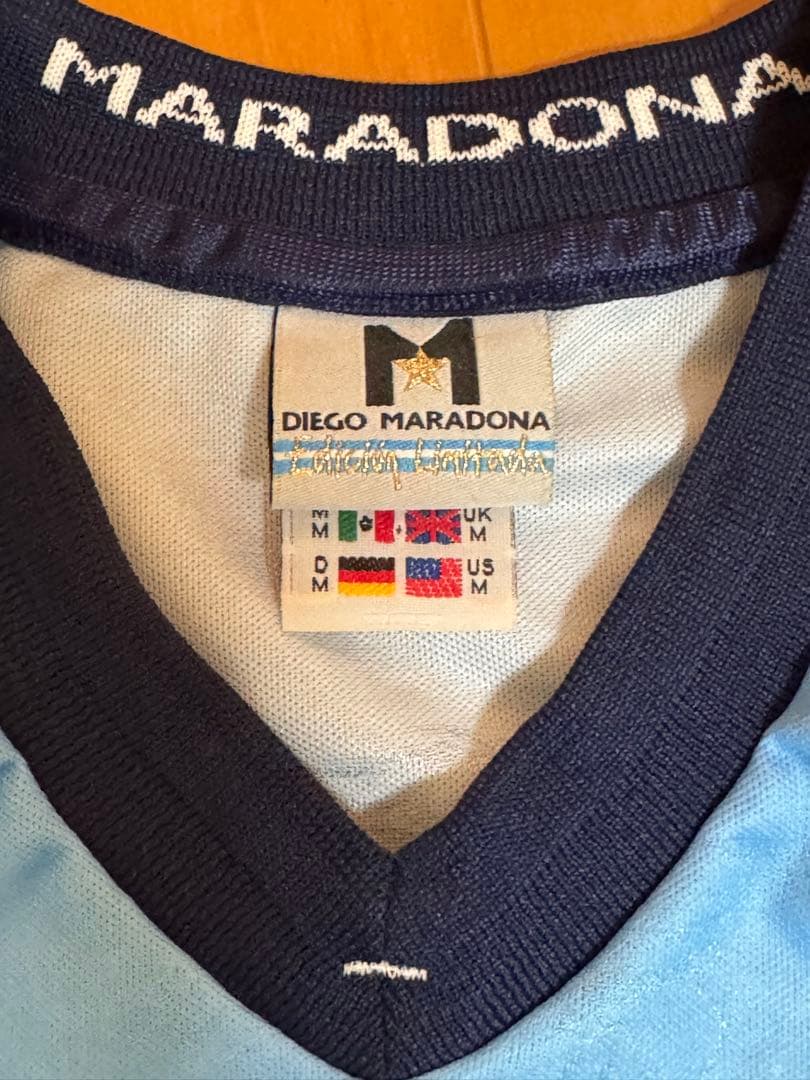 MARADONA
M
DIEGO MARADONA
Edición Limitada
M M UK M
D M US M